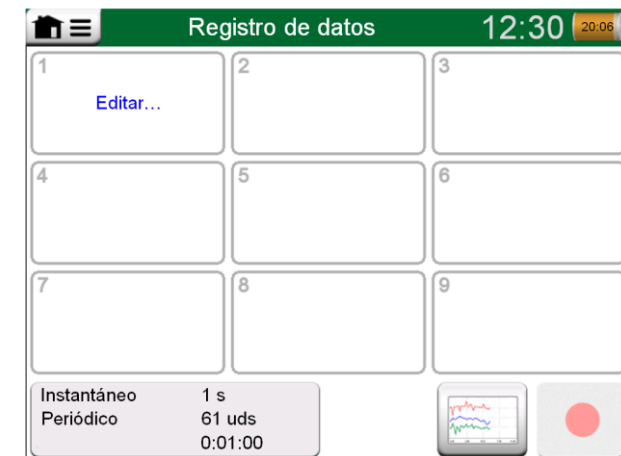 Registro de datos 12:30 20:06
1 2 3
Editar...
4 5 6
7 8 9
Instantáneo 1 s
Periódico 61 uds
0:01:00